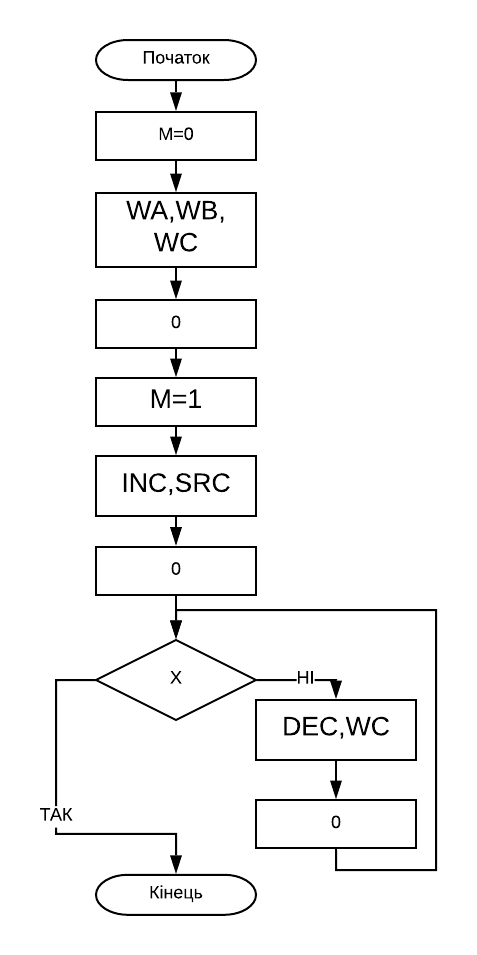 Початок
M=0
WA,WB,
WC
0
M=1
INC,SRC
0
X
НІ
DEC,WC
ТАК
0
Кінець